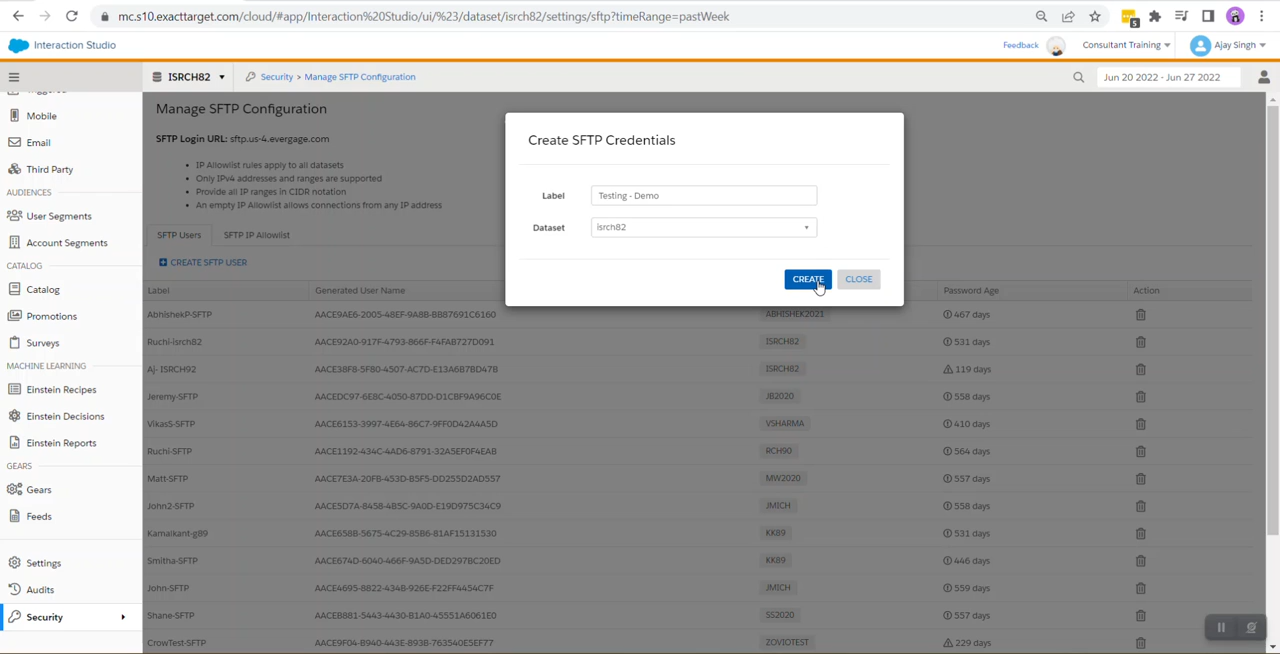 mc.s10.exacttarget.com/cloud/#app/Interaction%20Studio/ui/%23/dataset/isrch82/settings/sftp?timeRange=pastWeek
5
Interaction Studio
Feedback
Consultant Training
Ajay Singh
ISRCH82
Security > Manage SFTP Configuration
Jun 20 2022 - Jun 27 2022
Mobile
Email
Third Party
AUDIENCES
User Segments
Account Segments
CATALOG
Catalog
Promotions
Surveys
MACHINE LEARNING
Einstein Recipes
Einstein Decisions
Einstein Reports
GEARS
Gears
Feeds
Settings
Audits
Security
Manage SFTP Configuration
SFTP Login URL: sftp.us-4.evergage.com
IP Allowlist rules apply to all datasets
Only IPv4 addresses and ranges are supported
Provide all IP ranges in CIDR notation
An empty IP Allowlist allows connections from any IP address
SFTP Users SFTP IP Allowlist
CREATE SFTP USER
Create SFTP Credentials
Label Testing - Demo
Dataset isrch82
CREATE CLOSE
Label Generated User Name Password Age Action
AbhishekP-SFTP AACE9AE6-2005-48EF-9A8B-BB87691C6160 ABHISHEK2021 467 days
Ruchi-isrch82 AACE92A0-917F-4793-866F-F4FAB727D091 ISRCH82 531 days
Aj- ISRCH92 AACE38F8-5F80-4507-AC7D-E13A6B7BD47B ISRCH82 119 days
Jeremy-SFTP AACEDC97-6E8C-4050-87DD-D1CBF9A96C0E JB2020 558 days
VikasS-SFTP AACE6153-3997-4E64-86C7-9FF0D42A4A5D VSHARMA 410 days
Ruchi-SFTP AACE1192-434C-4AD6-8791-32A5EF0F4EAB RCH90 564 days
Matt-SFTP AACE7E3A-20FB-453D-B5F5-DD255D2AD557 MW2020 557 days
John2-SFTP AACE5D7A-8458-4B5C-9A0D-E19D975C34C9 JMICH 558 days
Kamalkant-g89 AACE658B-5675-4C29-85B6-81AF15131530 KK89 531 days
Smitha-SFTP AACE674D-6040-466F-9A5D-DED297BC20ED KK89 446 days
John-SFTP AACE4695-8822-434B-926E-F22FF4454C7F JMICH 559 days
Shane-SFTP AACEB881-5443-4430-B1A0-45551A6061E0 SS2020 557 days
CrowTest-SFTP AACE9F04-B940-443E-8938-763540E5EF77 ZOVIOTEST 229 days